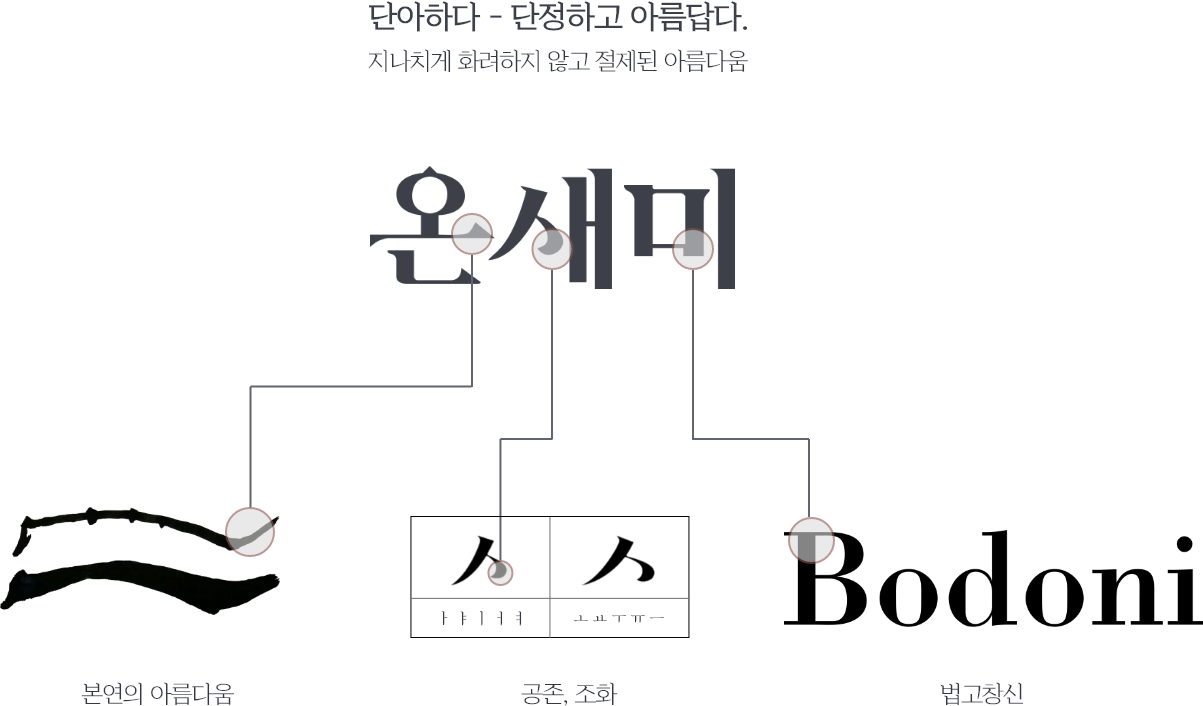 단아하다 - 단정하고 아름답다.
지나치게 화려하지 않고 절제된 아름다움
온새미
ㅅ ㅅ
ㅏ ㅑ ㅣ ㅓ ㅕ ㅗ ㅛ ㅜ ㅠ ㅡ
Bodoni
본연의 아름다움
공존, 조화
법고창신